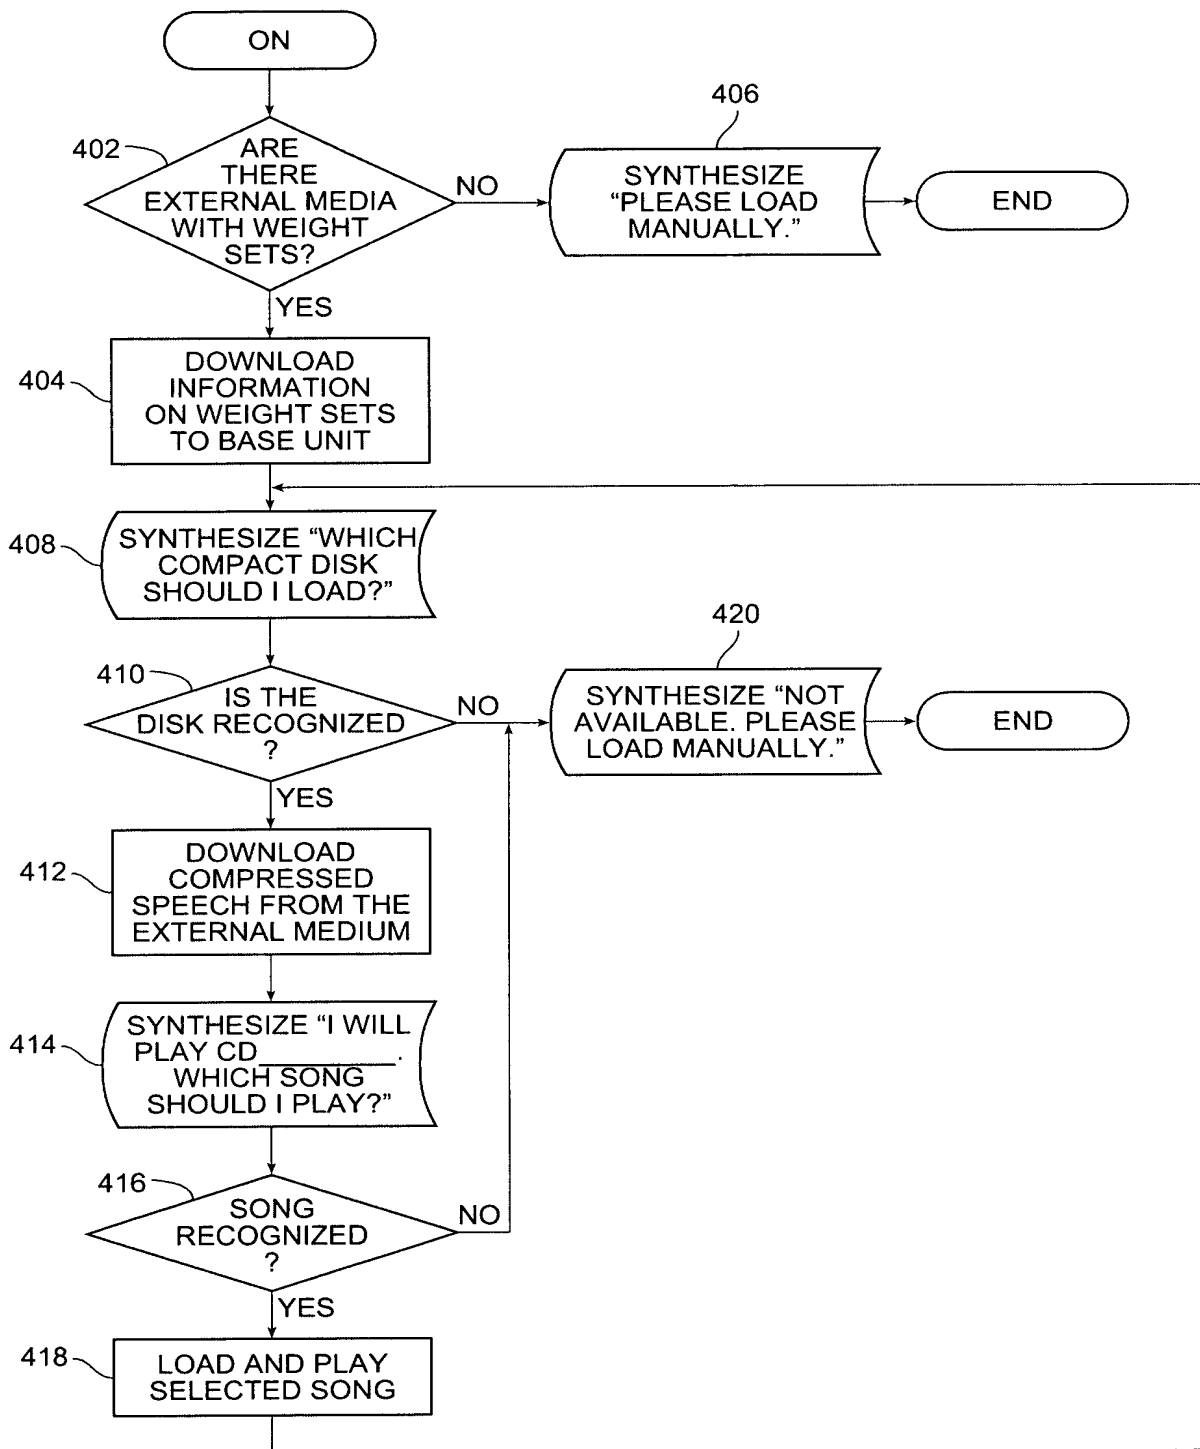 ON
402
ARE
THERE
EXTERNAL MEDIA
WITH WEIGHT
SETS?
NO
406
SYNTHESIZE
“PLEASE LOAD
MANUALLY.”
END
YES
404
DOWNLOAD
INFORMATION
ON WEIGHT SETS
TO BASE UNIT
408
SYNTHESIZE “WHICH
COMPACT DISK
SHOULD I LOAD?”
410
IS THE
DISK RECOGNIZED
?
NO
420
SYNTHESIZE “NOT
AVAILABLE. PLEASE
LOAD MANUALLY.”
END
YES
412
DOWNLOAD
COMPRESSED
SPEECH FROM THE
EXTERNAL MEDIUM
414
SYNTHESIZE “I WILL
PLAY CD__________.
WHICH SONG
SHOULD I PLAY?”
416
SONG
RECOGNIZED
?
NO
YES
418
LOAD AND PLAY
SELECTED SONG